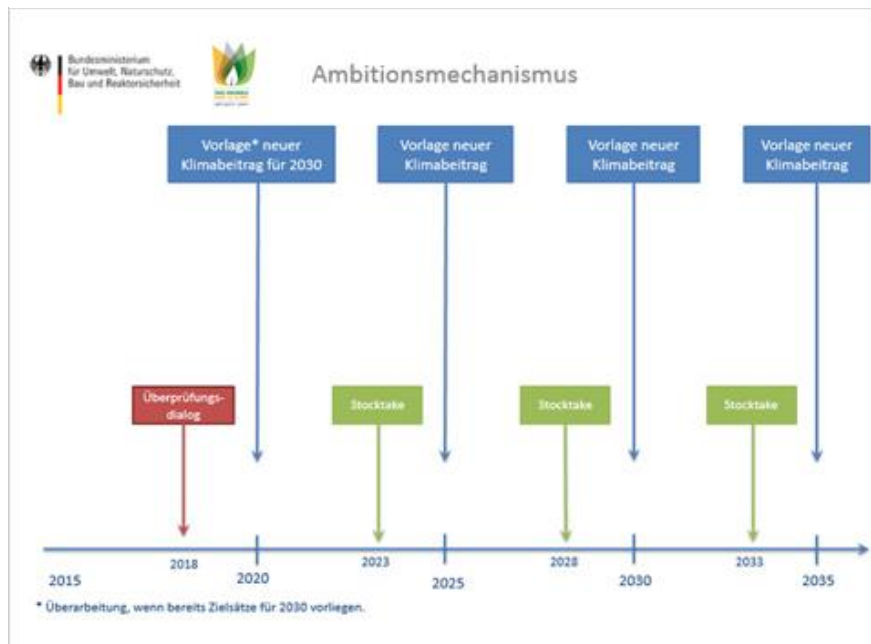 Bundesministerium
für Umwelt, Naturschutz,
Bau und Reaktorsicherheit
Ambitionsmechanismus
Vorlage* neuer
Klimabeitrag für 2030
Vorlage neuer
Klimabeitrag
Vorlage neuer
Klimabeitrag
Vorlage neuer
Klimabeitrag
Überprüfungs-
dialog
Stocktake
Stocktake
Stocktake
2015
2018
2020
2023
2025
2028
2030
2033
2035
* Überarbeitung, wenn bereits Zielsätze für 2030 vorliegen.